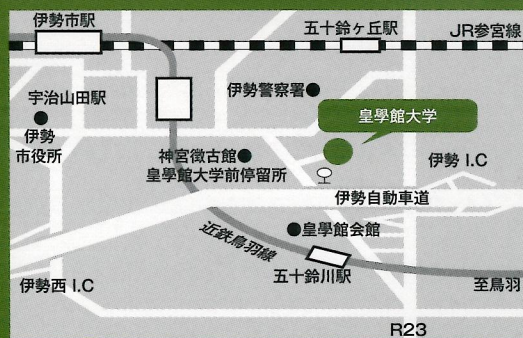 伊勢市駅
五十鈴ヶ丘駅
JR参宮線
宇治山田駅
伊勢警察署
皇學館大学
伊勢
市役所
神宮徴古館
皇學館大学前停留所
伊勢 I.C
伊勢自動車道
近鉄鳥羽線
皇學館会館
五十鈴川駅
伊勢西 I.C
至鳥羽
R23